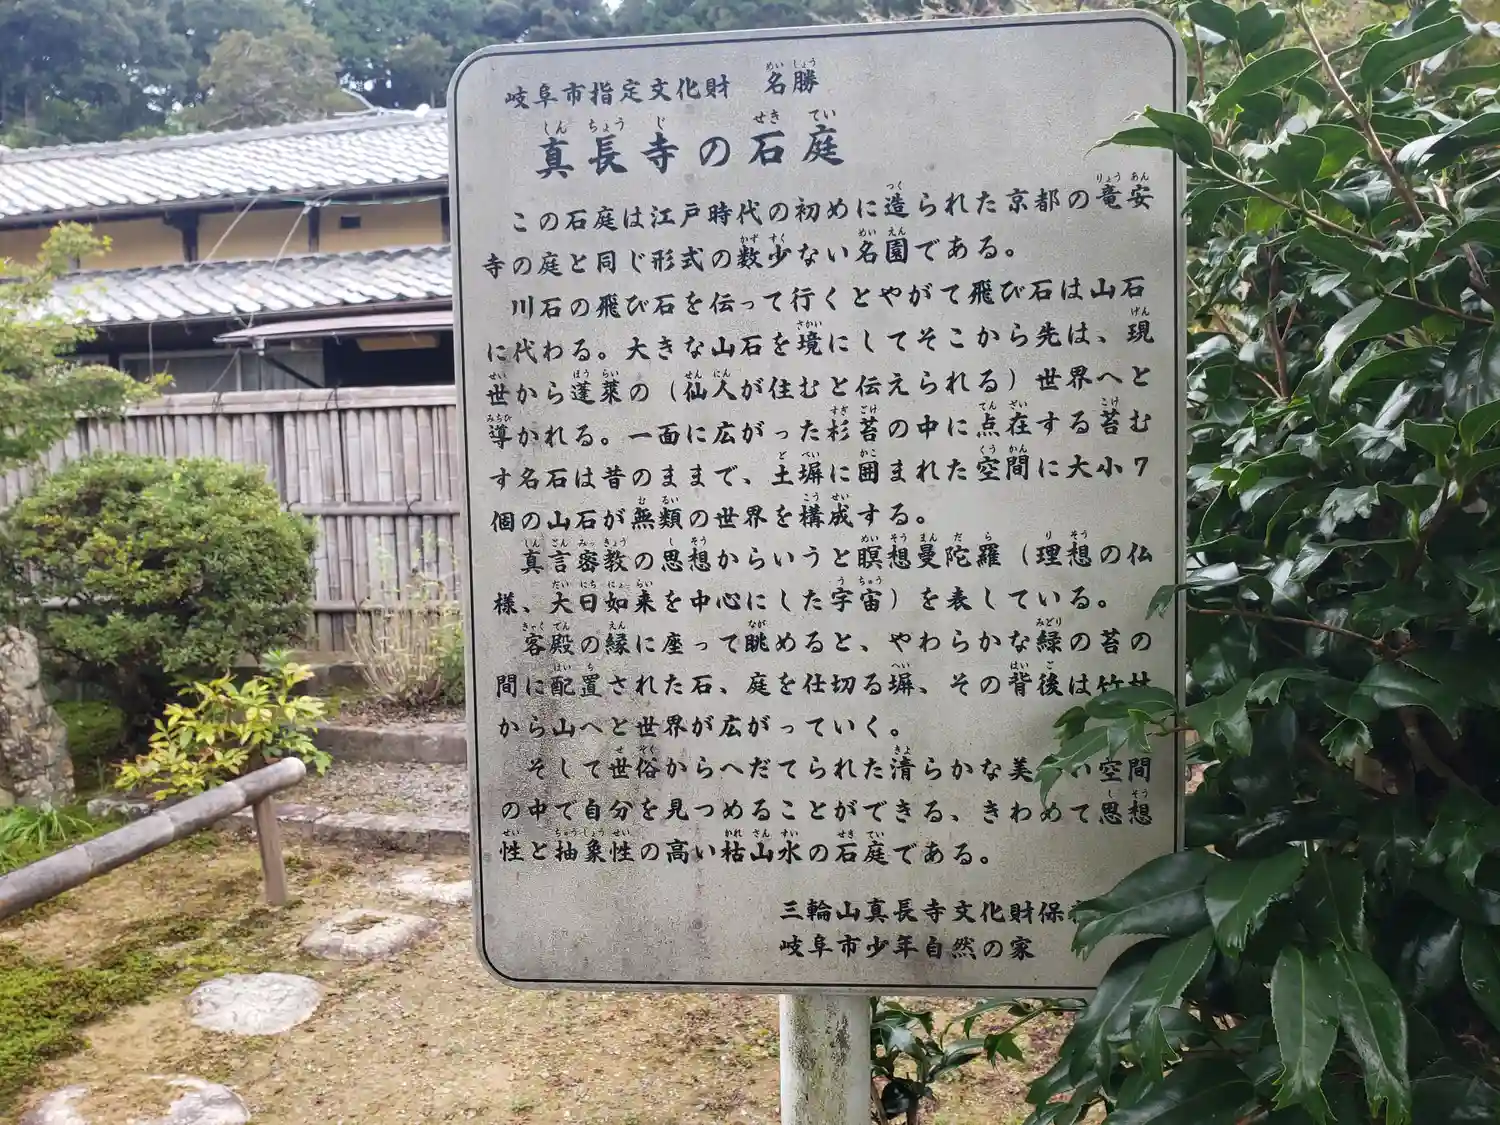 岐阜市指定文化財 名勝
真長寺の石庭
この石庭は江戸時代の初めに造られた京都の竜安
寺の庭と同じ形式の数少ない名園である。
川石の飛び石を伝って行くとやがて飛び石は山石
に代わる。大きな山石を境にしてそこから先は、現
世から蓬萊の（仙人が住むと伝えられる）世界へと
導かれる。一面に広がった杉苔の中に点在する苔む
す名石は昔のままで、土塀に囲まれた空間に大小7
個の山石が無類の世界を構成する。
真言密教の思想からいうと瞑想曼陀羅（理想の仏
様、大日如来を中心にした宇宙）を表している。
客殿の縁に座って眺めると、やわらかな緑の苔の
間に配置された石、庭を仕切る塀、その背後は竹林
から山へと世界が広がっていく。
そして世俗からへだてられた清らかな美 い空間
の中で自分を見つめることができる、きわめて思想
性と抽象性の高い枯山水の石庭である。
三輪山真長寺文化財保
岐阜市少年自然の家